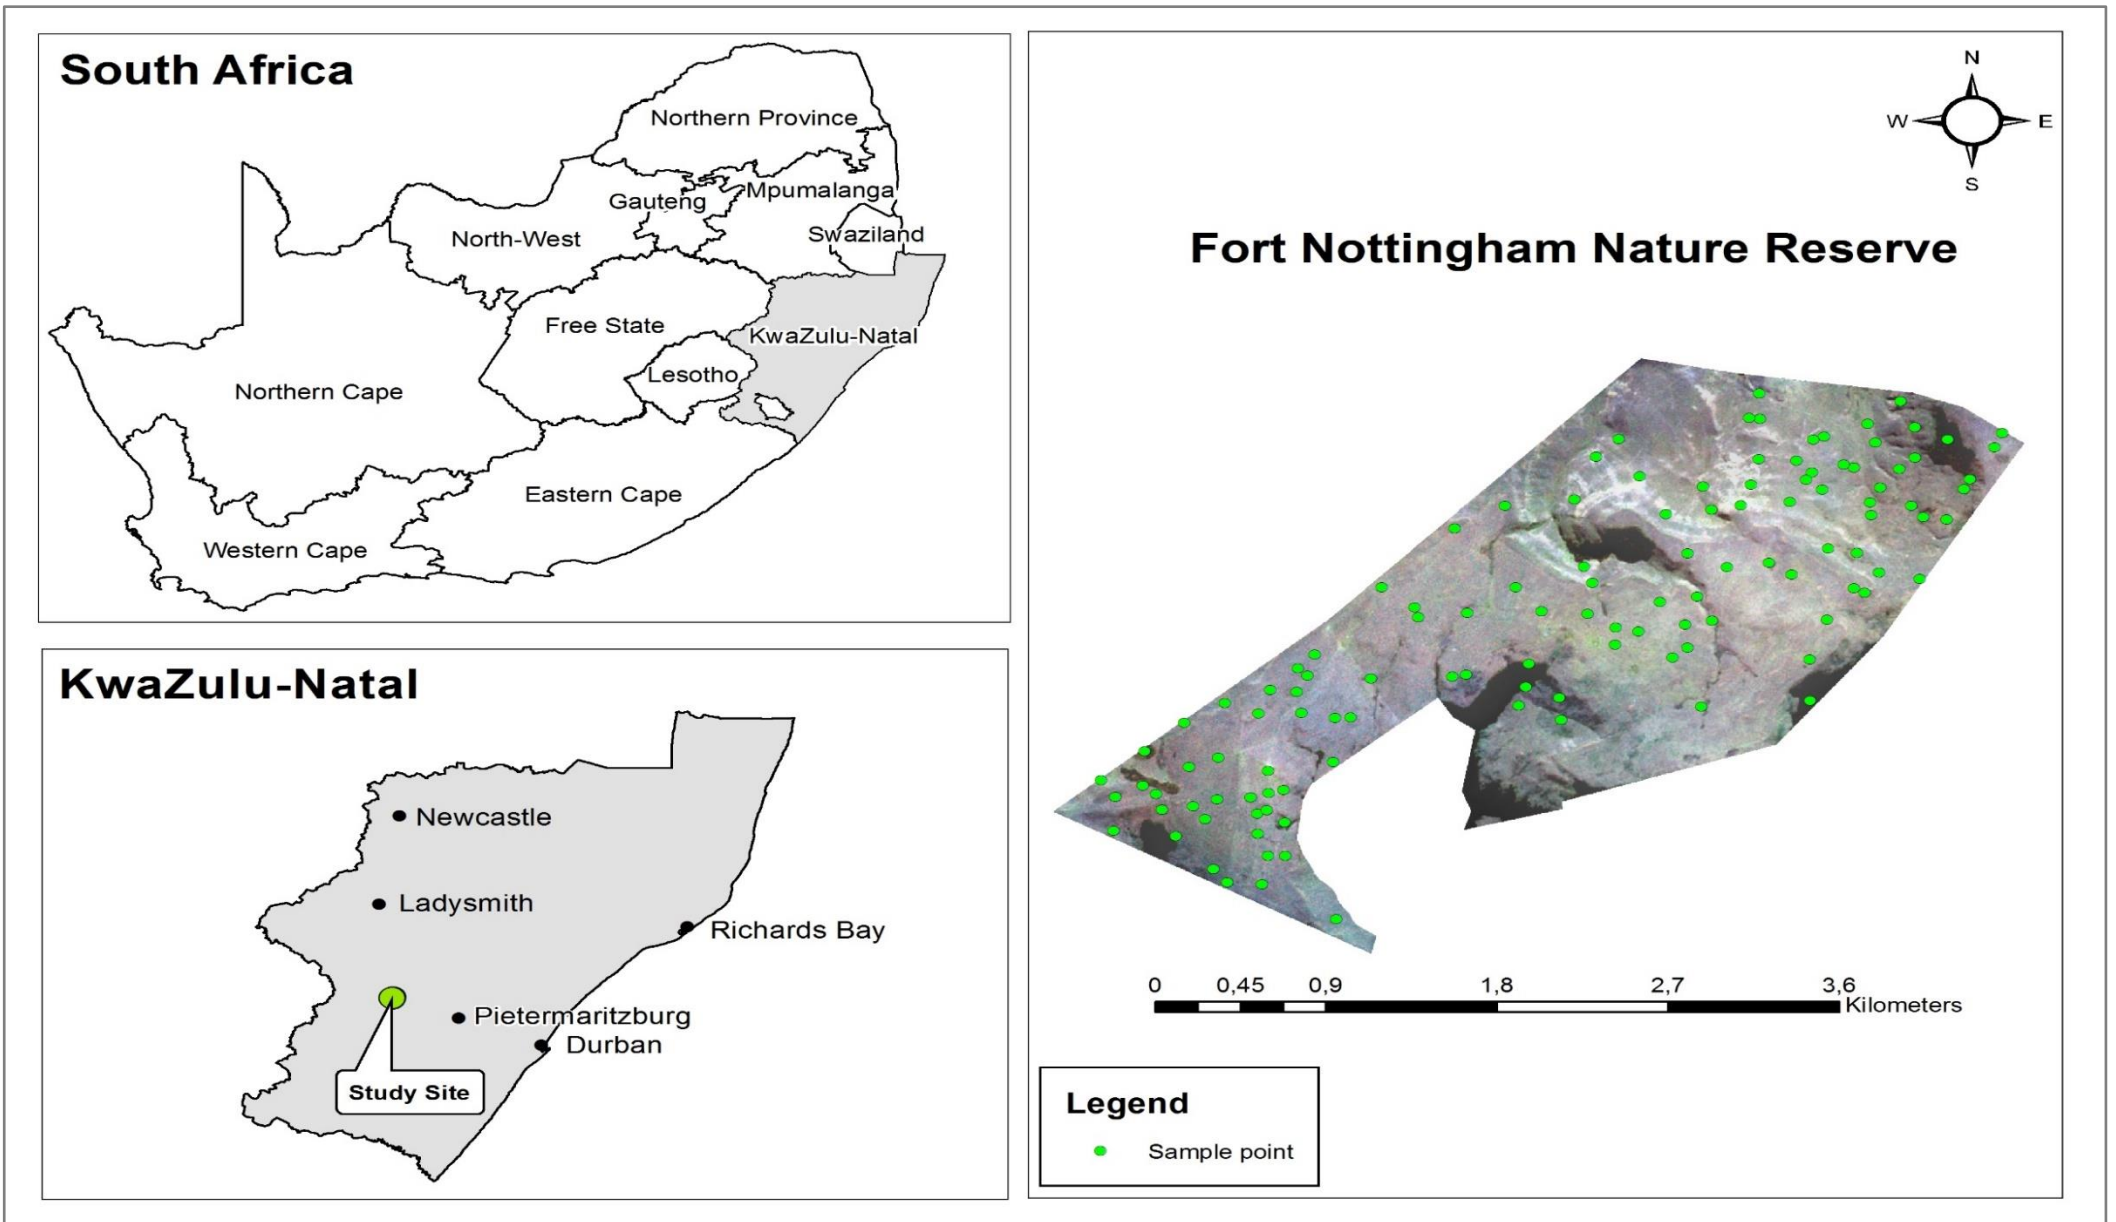 South Africa
Northern Province
Mpumalanga
Gauteng
North-West
Swaziland
Free State
KwaZulu-Natal
Lesotho
Northern Cape
Eastern Cape
Western Cape
KwaZulu-Natal
Newcastle
Ladysmith
Richards Bay
Pietermaritzburg
Durban
Study Site
N
W E
S
Fort Nottingham Nature Reserve
0 0,45 0,9 1,8 2,7 3,6
Kilometers
Legend
Sample point